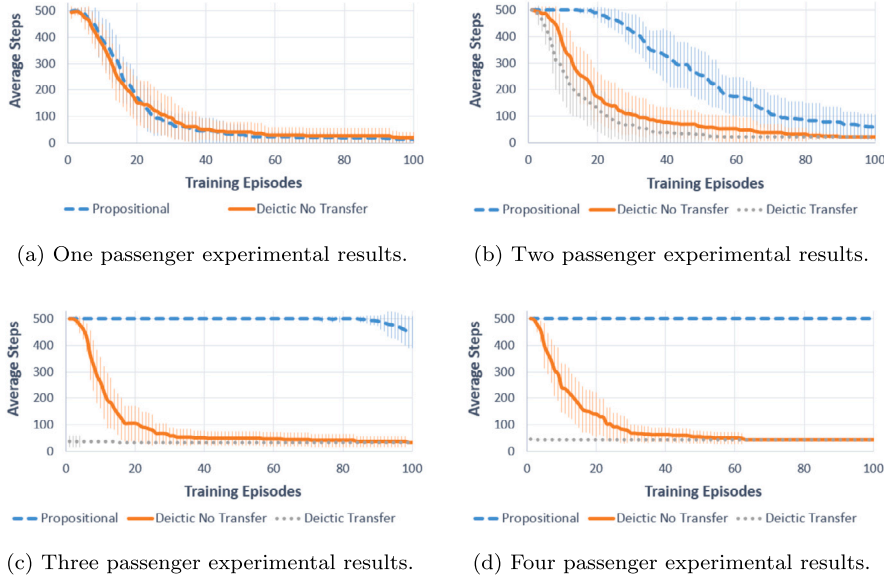 500
400
300
200
100
0
Average Steps
0 20 40 60 80 100
Training Episodes
Propositional Deictic No Transfer
(a) One passenger experimental results.
500
400
300
200
100
0
Average Steps
0 20 40 60 80 100
Training Episodes
Propositional Deictic No Transfer Deictic Transfer
(b) Two passenger experimental results.
500
400
300
200
100
0
Average Steps
0 20 40 60 80 100
Training Episodes
Propositional Deictic No Transfer Deictic Transfer
(c) Three passenger experimental results.
500
400
300
200
100
0
Average Steps
0 20 40 60 80 100
Training Episodes
Propositional Deictic No Transfer Deictic Transfer
(d) Four passenger experimental results.